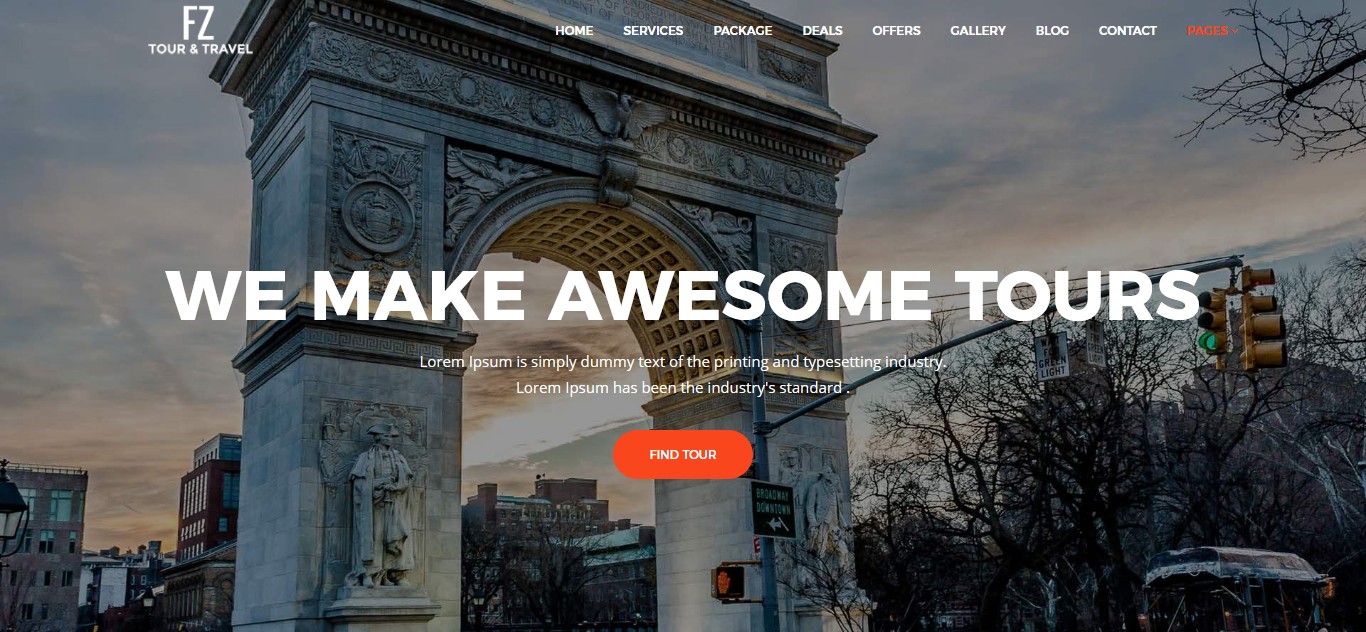 FZ
TOUR & TRAVEL
HOME SERVICES PACKAGE DEALS OFFERS GALLERY BLOG CONTACT PAGES
WE MAKE AWESOME TOURS
Lorem Ipsum is simply dummy text of the printing and typesetting industry.
Lorem Ipsum has been the industry's standard .
FIND TOUR
GREEN
LIGHT
BROADWAY
DOWNTOWN